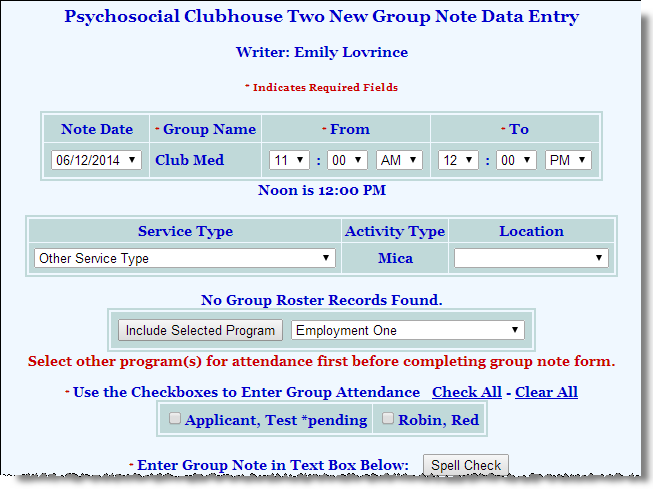 Psychosocial Clubhouse Two New Group Note Data Entry
Writer: Emily Lovrince
- Indicates Required Fields
Note Date - Group Name - From - To
06/12/2014 Club Med 11 : 00 AM 12 : 00 PM
Noon is 12:00 PM
Service Type Activity Type Location
Other Service Type Mica
No Group Roster Records Found.
Include Selected Program Employment One
Select other program(s) for attendance first before completing group note form.
- Use the Checkboxes to Enter Group Attendance Check All - Clear All
Applicant, Test *pending Robin, Red
- Enter Group Note in Text Box Below: Spell Check